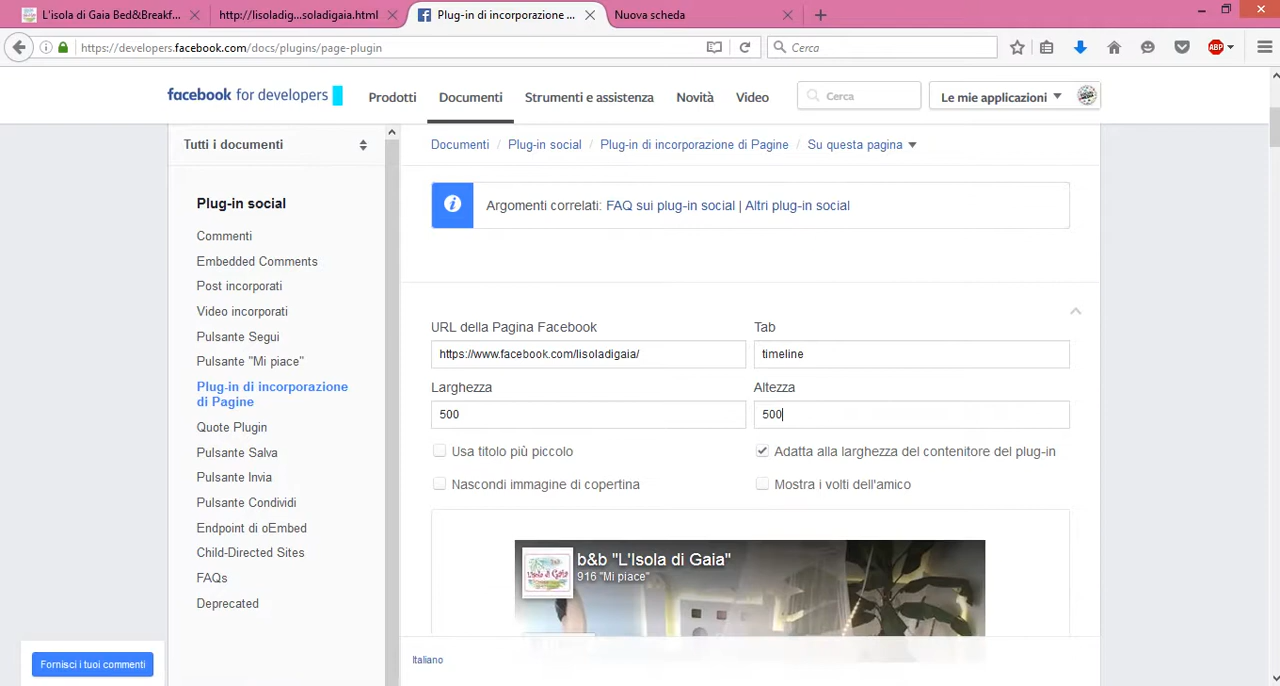 L'isola di Gaia Bed&Breakf...
http://lisoladig...soladigaia.html
Plug-in di incorporazione ...
Nuova scheda
https://developers.facebook.com/docs/plugins/page-plugin
Cerca
ABP
facebook for developers
Prodotti
Documenti
Strumenti e assistenza
Novità
Video
Cerca
Le mie applicazioni
Tutti i documenti
Documenti / Plug-in social / Plug-in di incorporazione di Pagine / Su questa pagina
Plug-in social
Commenti
Embedded Comments
Post incorporati
Video incorporati
Pulsante Segui
Pulsante "Mi piace"
Plug-in di incorporazione
di Pagine
Quote Plugin
Pulsante Salva
Pulsante Invia
Pulsante Condividi
Endpoint di oEmbed
Child-Directed Sites
FAQs
Deprecated
Fornisci i tuoi commenti
Argomenti correlati: FAQ sui plug-in social | Altri plug-in social
URL della Pagina Facebook
Tab
https://www.facebook.com/lisoladigaia/
timeline
Larghezza
Altezza
500
500
Usa titolo più piccolo
Adatta alla larghezza del contenitore del plug-in
Nascondi immagine di copertina
Mostra i volti dell'amico
b&b "L'Isola di Gaia"
916 "Mi piace"
Italiano